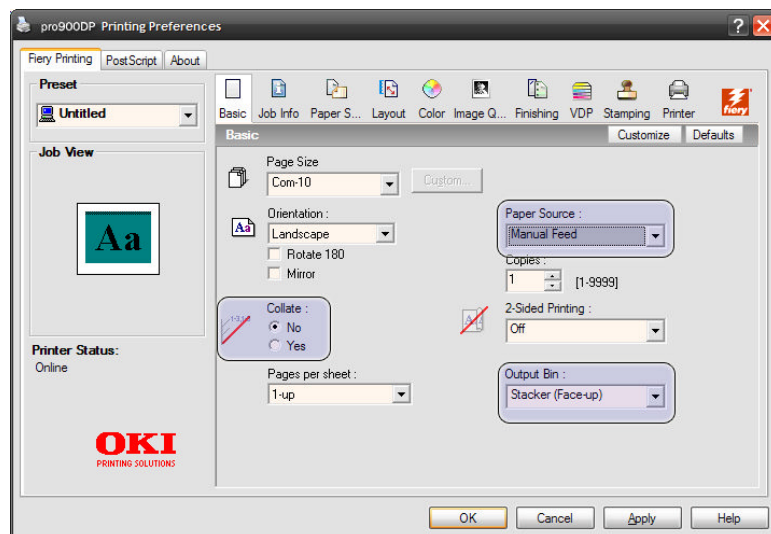 pro900DP Printing Preferences
Fiery Printing PostScript About
Preset
Untitled
Job View
Aa
Printer Status:
Online
OKI
PRINTING SOLUTIONS
Basic Job Info Paper S... Layout Color Image Q... Finishing VDP Stamping Printer
fiery
Basic Customize Defaults
Page Size
Com-10 Custom...
Orientation :
Landscape
Rotate 180
Mirror
Collate :
No
Yes
Pages per sheet :
1-up
Paper Source :
Manual Feed
Copies :
1 [1-9999]
2-Sided Printing :
Off
Output Bin :
Stacker (Face-up)
OK Cancel Apply Help